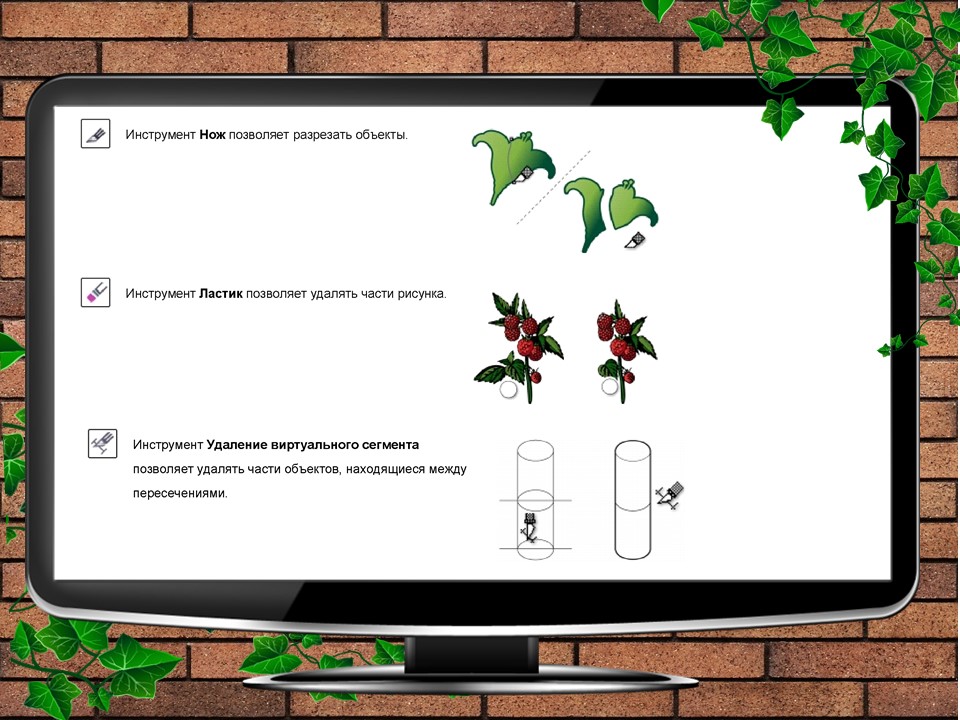 Инструмент Нож позволяет разрезать объекты.
Инструмент Ластик позволяет удалять части рисунка.
Инструмент Удаление виртуального сегмента
позволяет удалять части объектов, находящиеся между
пересечениями.